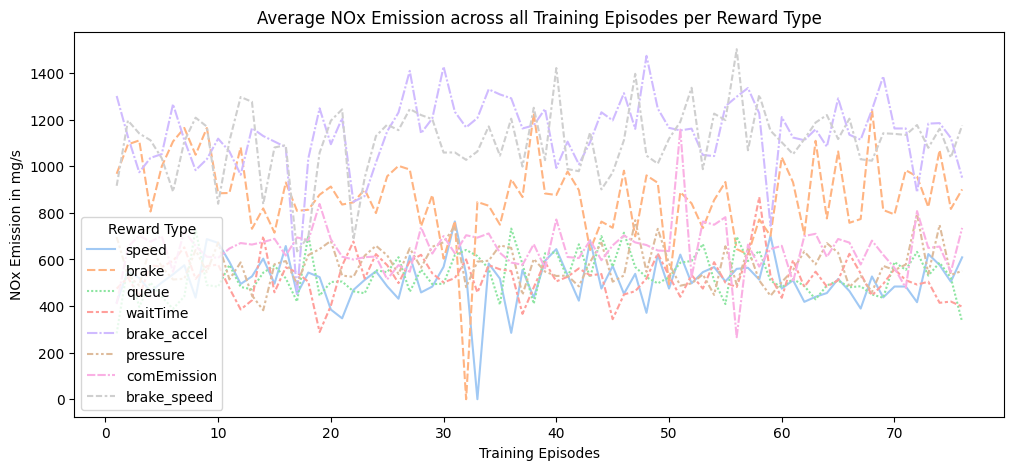 Average NOx Emission across all Training Episodes per Reward Type
NOx Emission in mg/s
1400
1200
1000
800
600
400
200
0
Reward Type
speed
brake
queue
waitTime
brake_accel
pressure
comEmission
brake_speed
0 10 20 30 40 50 60 70
Training Episodes